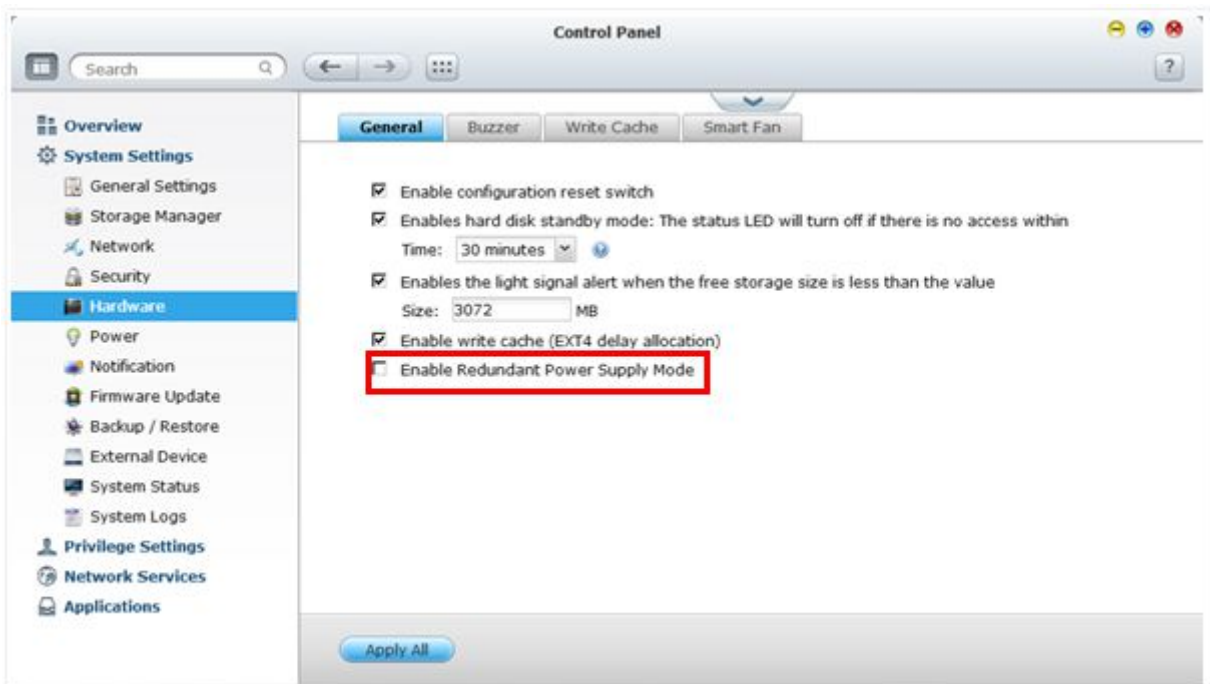 Control Panel
Search
?
Overview
System Settings
General Settings
Storage Manager
Network
Security
Hardware
Power
Notification
Firmware Update
Backup / Restore
External Device
System Status
System Logs
Privilege Settings
Network Services
Applications
General Buzzer Write Cache Smart Fan
Enable configuration reset switch
Enables hard disk standby mode: The status LED will turn off if there is no access within
Time: 30 minutes
Enables the light signal alert when the free storage size is less than the value
Size: 3072 MB
Enable write cache (EXT4 delay allocation)
Enable Redundant Power Supply Mode
Apply All